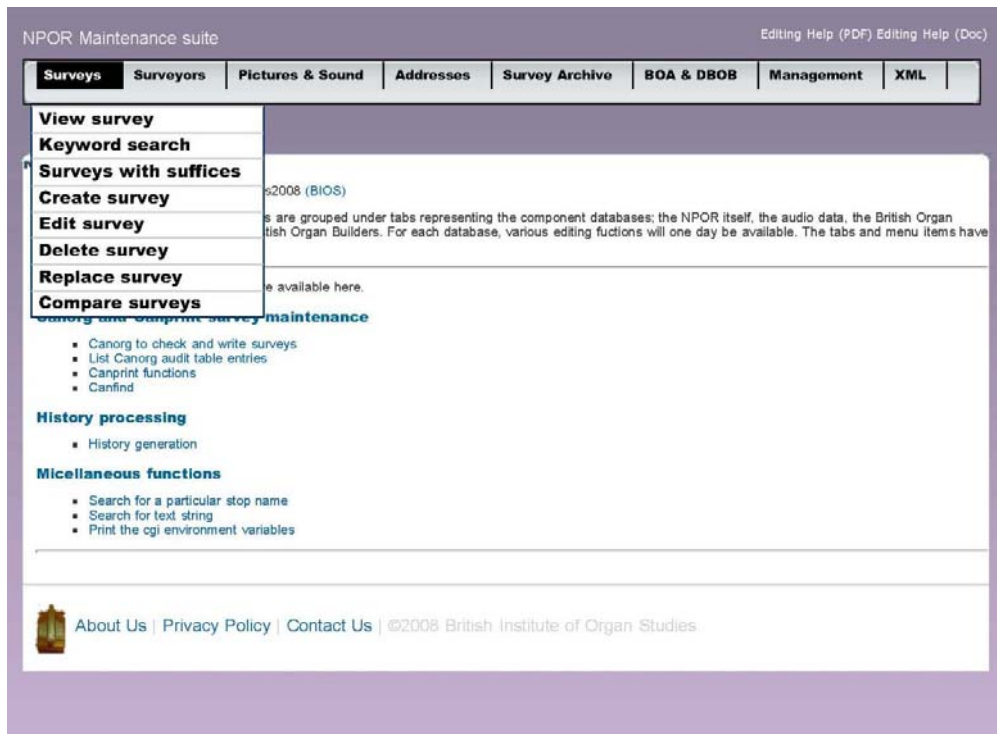 NPOR Maintenance suite
Editing Help (PDF) Editing Help (Doc)
Surveys Surveyors Pictures & Sound Addresses Survey Archive BOA & DBOB Management XML
View survey
Keyword search
Surveys with suffices
Create survey
Edit survey
Delete survey
Replace survey
Compare surveys
s2008 (BIOS)
s are grouped under tabs representing the component databases; the NPOR itself, the audio data, the British Organ
tish Organ Builders. For each database, various editing fuctions will one day be available. The tabs and menu items have
e available here.
Canorg and Canprint survey maintenance
Canorg to check and write surveys
List Canorg audit table entries
Canprint functions
Canfind
History processing
History generation
Micellaneous functions
Search for a particular stop name
Search for text string
Print the cgi environment variables
About Us | Privacy Policy | Contact Us | ©2008 British Institute of Organ Studies